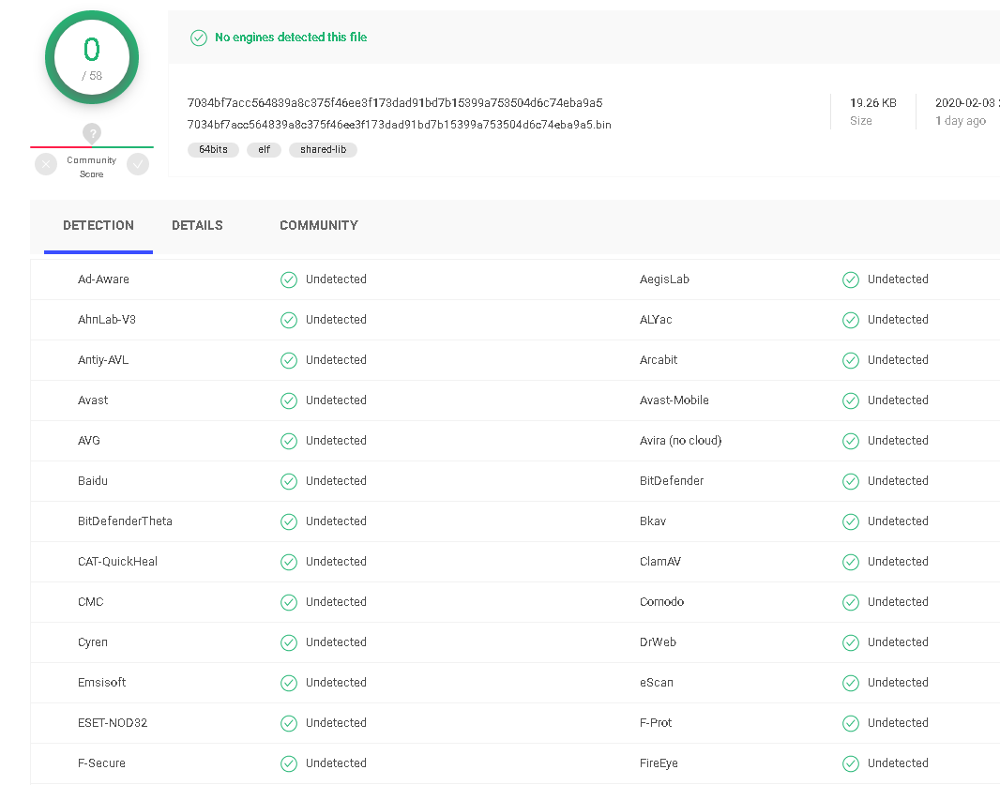 0
/ 58
?
Community
Score
No engines detected this file
7034bf7acc564839a8c375f46ee3f173dad91bd7b15399a753504d6c74eba9a5
7034bf7acc564839a8c375f46ee3f173dad91bd7b15399a753504d6c74eba9a5.bin
64bits elf shared-lib
19.26 KB
Size
2020-02-03
1 day ago
DETECTION DETAILS COMMUNITY
Ad-Aware Undetected AegisLab Undetected
AhnLab-V3 Undetected ALYac Undetected
Antiy-AVL Undetected Arcabit Undetected
Avast Undetected Avast-Mobile Undetected
AVG Undetected Avira (no cloud) Undetected
Baidu Undetected BitDefender Undetected
BitDefenderTheta Undetected Bkav Undetected
CAT-QuickHeal Undetected ClamAV Undetected
CMC Undetected Comodo Undetected
Cyren Undetected DrWeb Undetected
Emsisoft Undetected eScan Undetected
ESET-NOD32 Undetected F-Prot Undetected
F-Secure Undetected FireEye Undetected